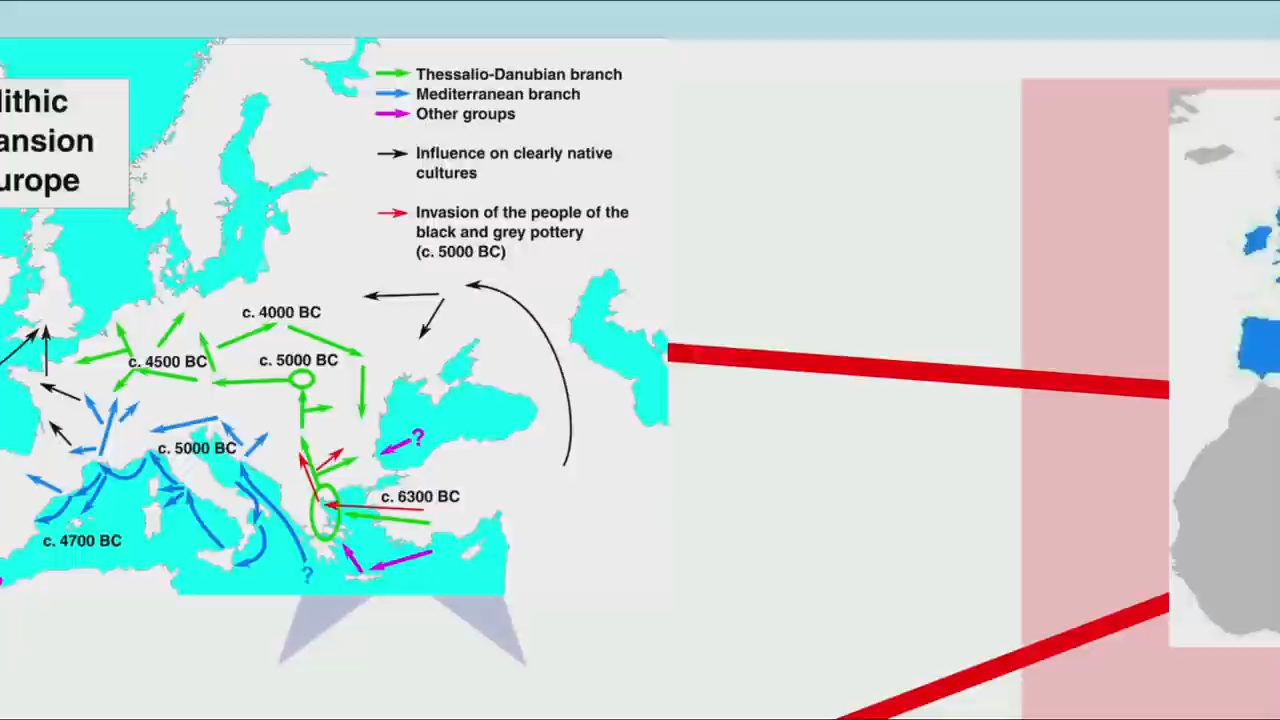 lithic
ansion
urope
Thessalio-Danubian branch
Mediterranean branch
Other groups
Influence on clearly native
cultures
Invasion of the people of the
black and grey pottery
(c. 5000 BC)
c. 4000 BC
c. 4500 BC
c. 5000 BC
?
c. 5000 BC
c. 6300 BC
c. 4700 BC
?